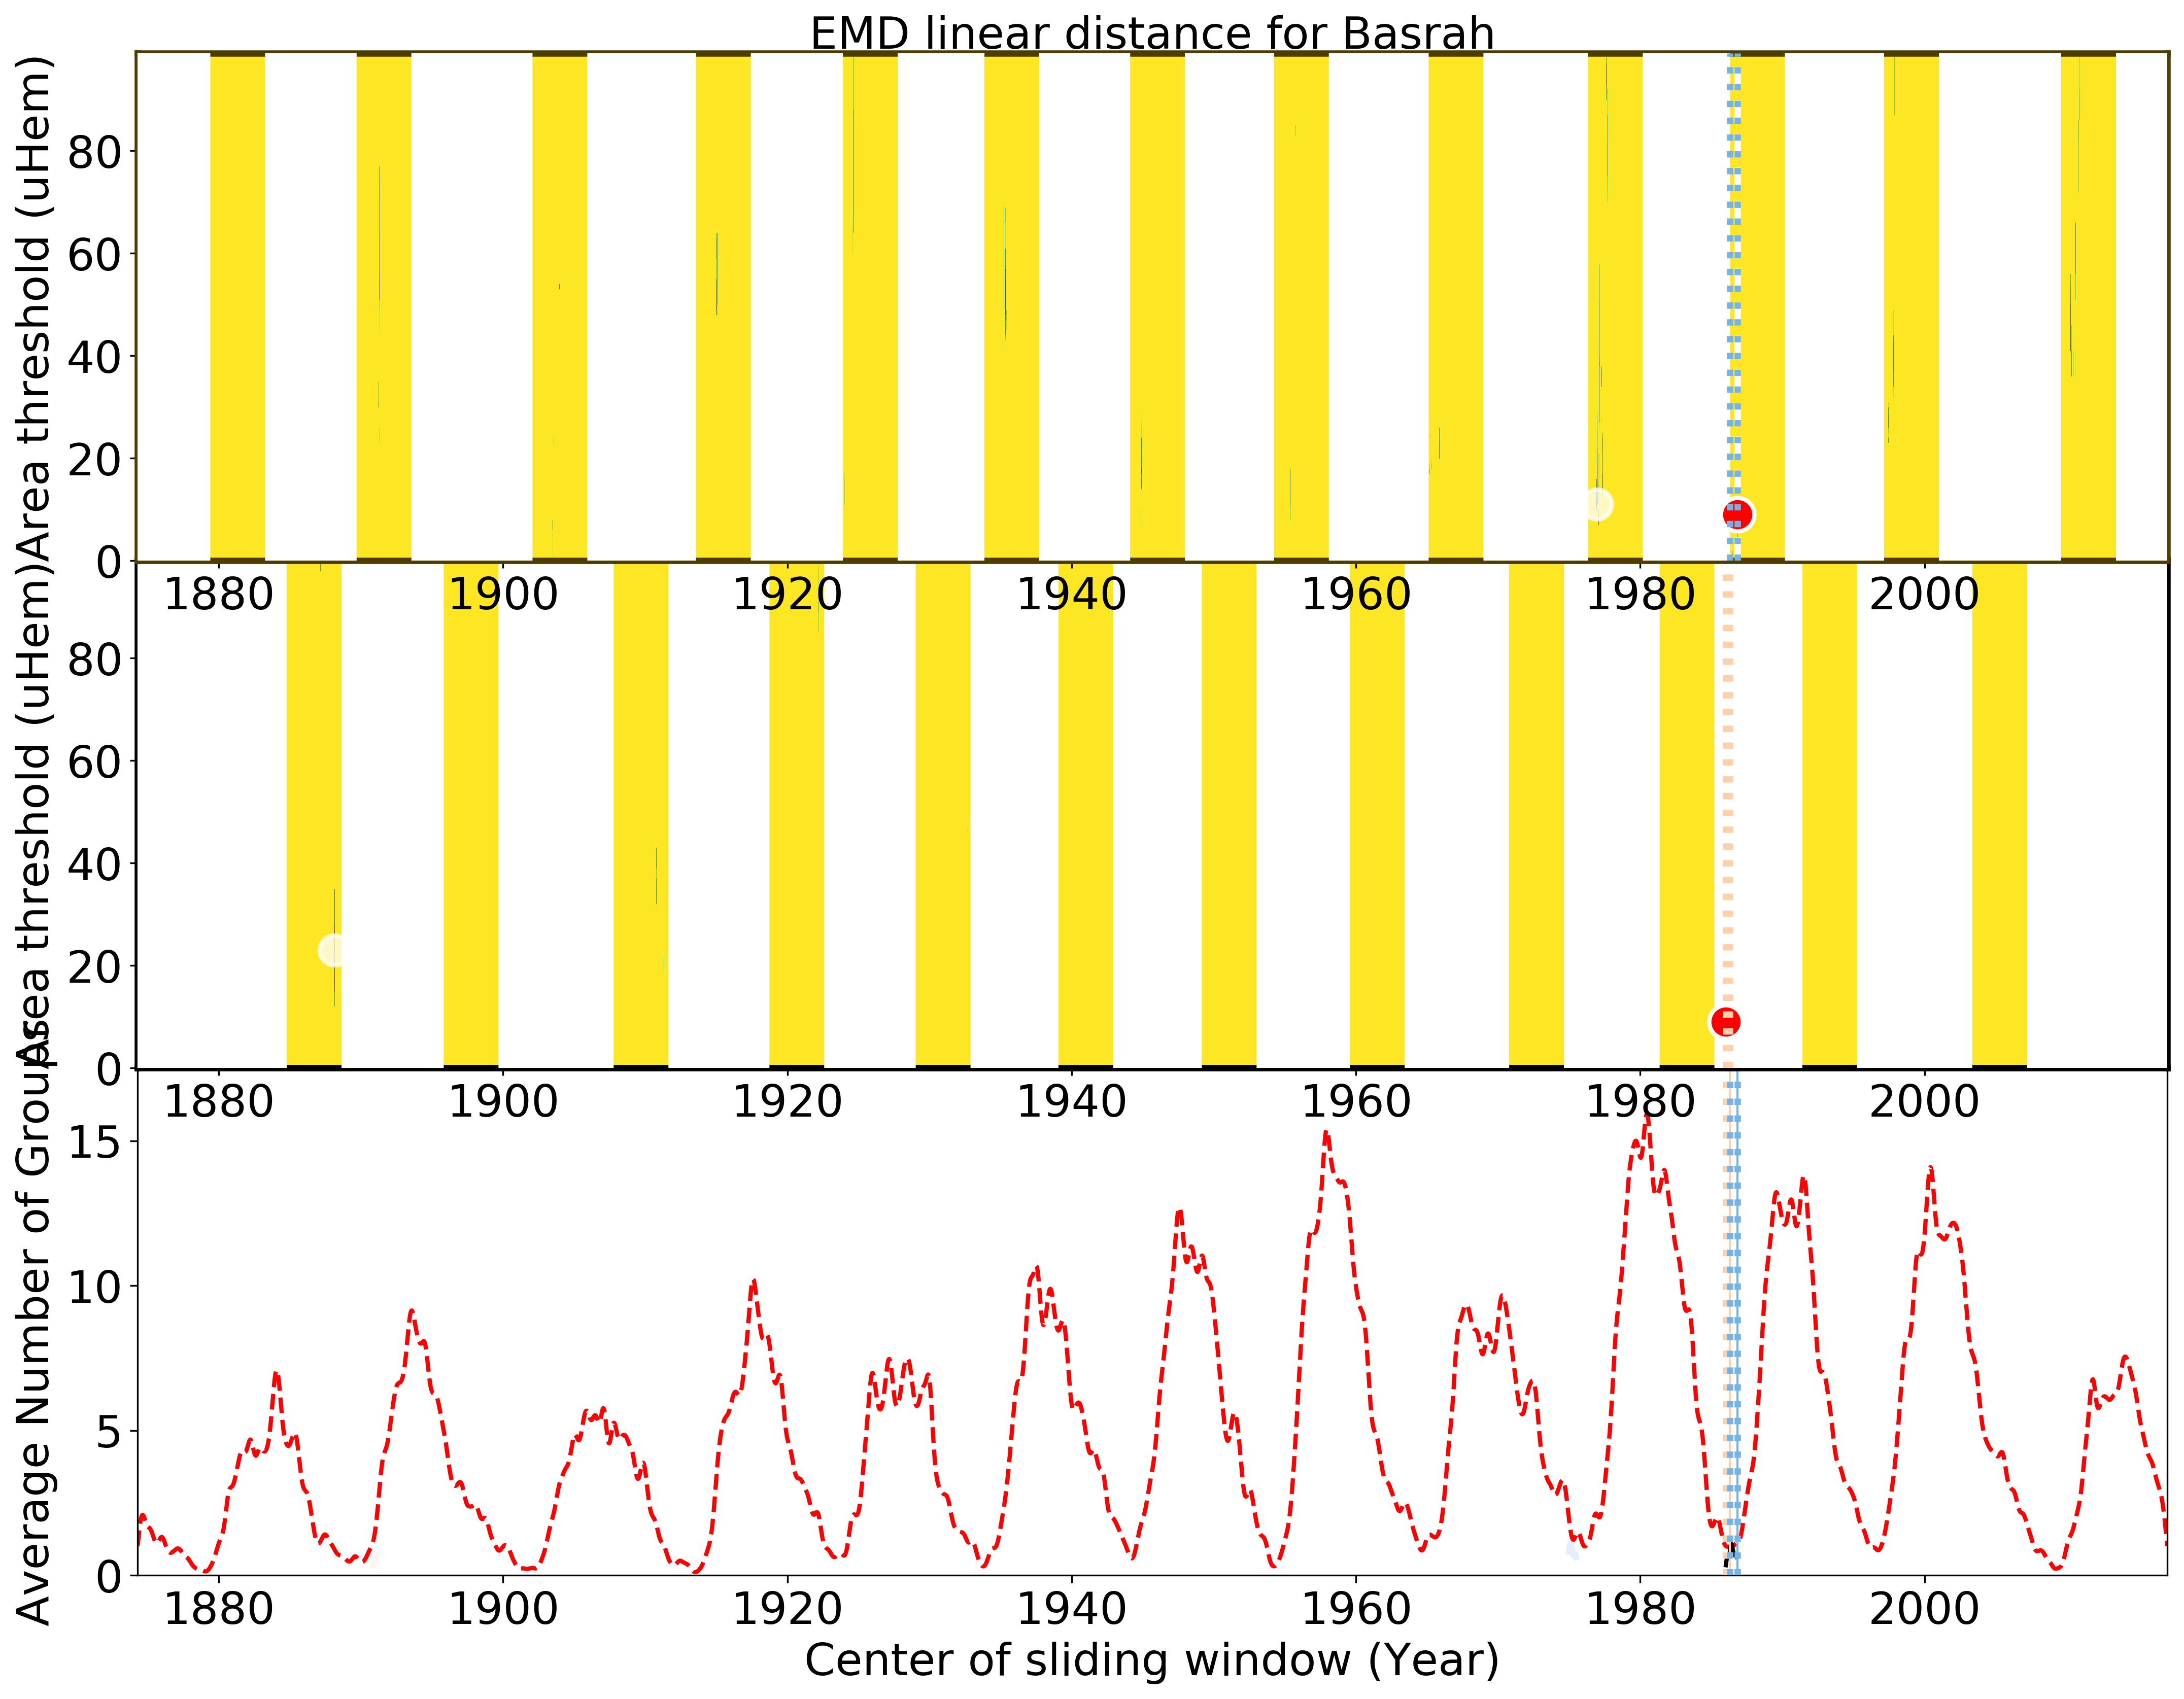 EMD linear distance for Basrah
Area threshold (uHem)
80
60
40
20
0
1880 1900 1920 1940 1960 1980 2000
Area threshold (uHem)
80
60
40
20
0
1880 1900 1920 1940 1960 1980 2000
Average Number of Groups
15
10
5
0
1880 1900 1920 1940 1960 1980 2000
Center of sliding window (Year)